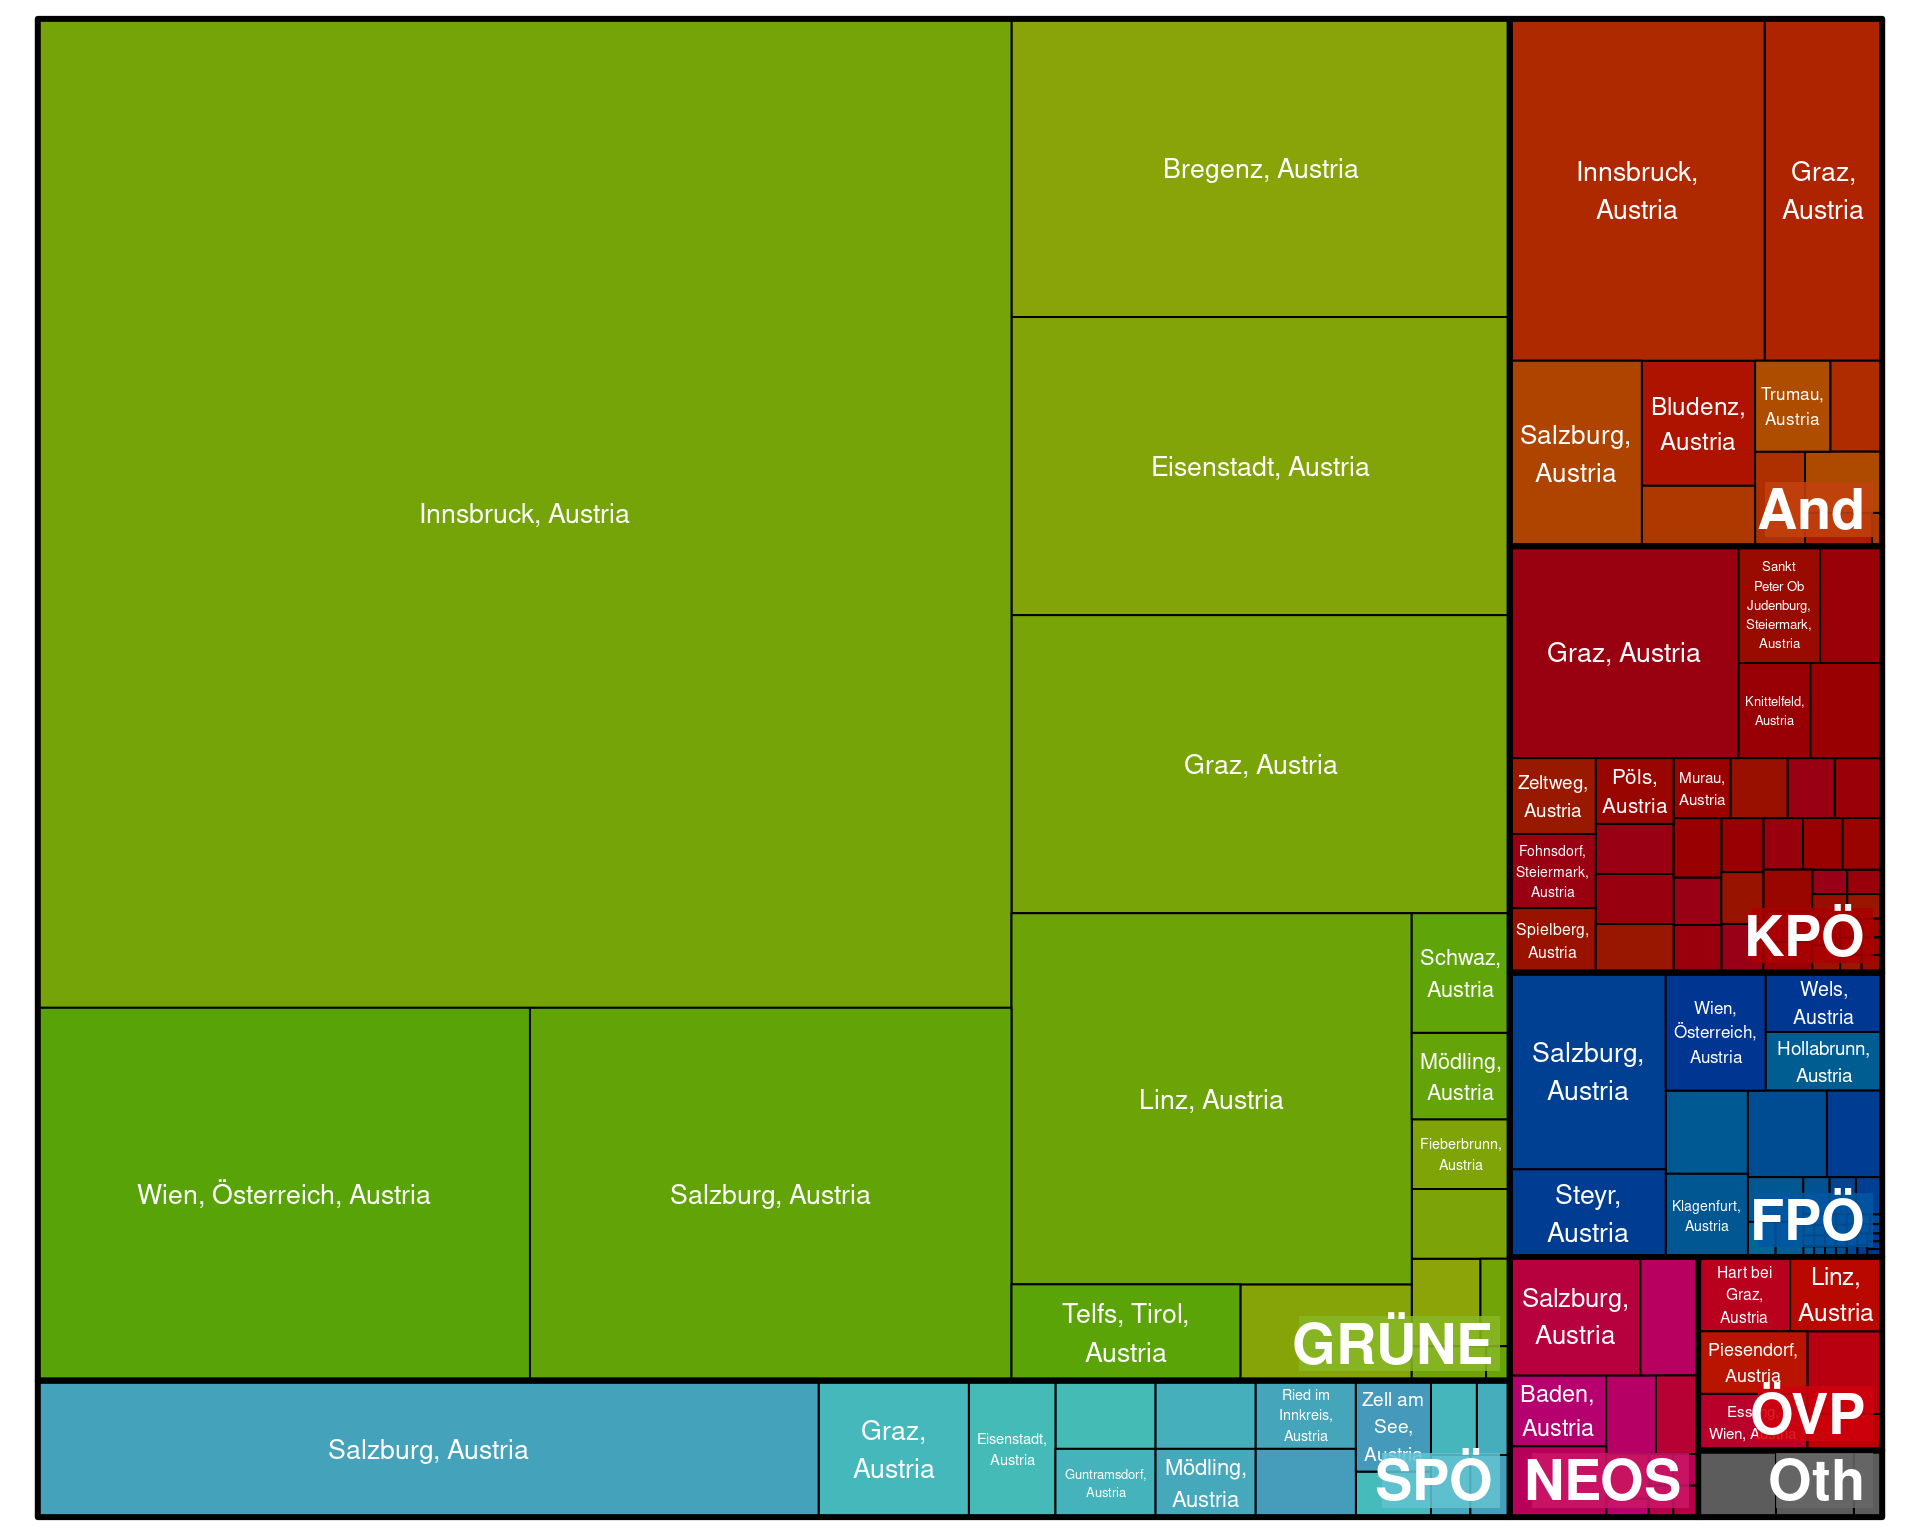 Innsbruck, Austria
Bregenz, Austria
Eisenstadt, Austria
Graz, Austria
Wien, Österreich, Austria
Salzburg, Austria
Linz, Austria
Schwaz,
Austria
Mödling,
Austria
Fieberbrunn,
Austria
Telfs, Tirol,
Austria
GRÜNE
Salzburg, Austria
Graz,
Austria
Eisenstadt,
Austria
Guntramsdorf,
Austria
Mödling,
Austria
Ried im
Innkreis,
Austria
Zell am
See,
Austria
SPÖ
Innsbruck,
Austria
Graz,
Austria
Salzburg,
Austria
Bludenz,
Austria
Trumau,
Austria
And
Graz, Austria
Sankt
Peter Ob
Judenburg,
Steiermark,
Austria
Knittelfeld,
Austria
Zeltweg,
Austria
Pöls,
Austria
Murau,
Austria
Fohnsdorf,
Steiermark,
Austria
Spielberg,
Austria
KPÖ
Salzburg,
Austria
Wien,
Österreich,
Austria
Wels,
Austria
Hollabrunn,
Austria
Steyr,
Austria
Klagenfurt,
Austria
FPÖ
Salzburg,
Austria
Baden,
Austria
NEOS
Hart bei
Graz,
Austria
Linz,
Austria
Piesendorf,
Austria
Essling,
Wien, Austria
ÖVP
Oth